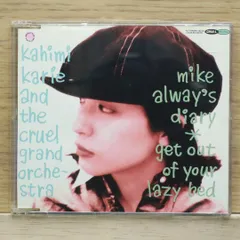 kahimi
karie
and
the
cruel
grand
orche-
stra
mike
alway's
diary
*
get out
of your
lazy bed